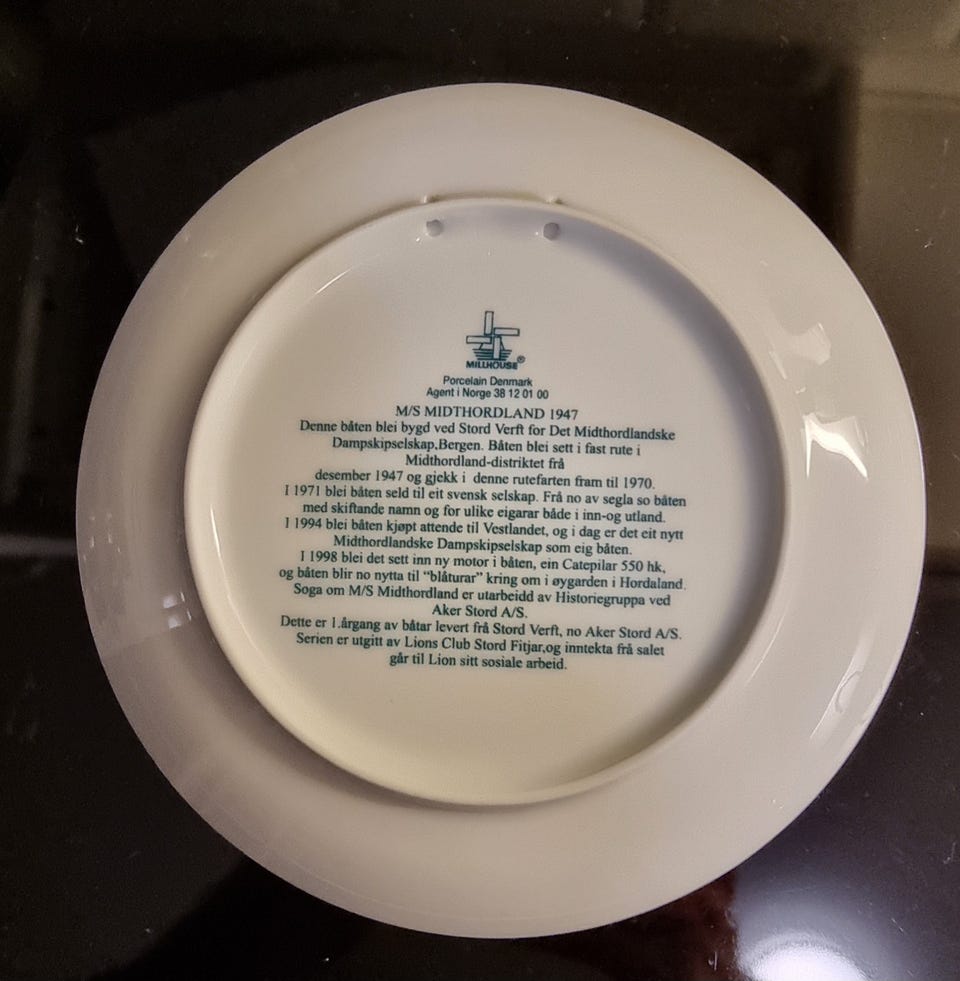 MILLHOUSE®
Porcelain Denmark
Agent i Norge 38 12 01 00
M/S MIDTHORDLAND 1947
Denne båten blei bygd ved Stord Verft for Det Midthordlandske
Dampskipselskap,Bergen. Båten blei sett i fast rute i
Midthordland-distriktet frå
desember 1947 og gjekk i denne rutefarten fram til 1970.
I 1971 blei båten seld til eit svensk selskap. Frå no av segla so båten
med skiftande namn og for ulike eigarar både i inn-og utland.
I 1994 blei båten kjøpt attende til Vestlandet, og i dag er det eit nytt
Midthordlandske Dampskipselskap som eig båten.
I 1998 blei det sett inn ny motor i båten, ein Catepilar 550 hk,
og båten blir no nytta til “blåturar” kring om i øygarden i Hordaland.
Soga om M/S Midthordland er utarbeidd av Historiegruppa ved
Aker Stord A/S.
Dette er 1.årgang av båtar levert frå Stord Verft, no Aker Stord A/S.
Serien er utgitt av Lions Club Stord Fitjar,og inntekta frå salet
går til Lion sitt sosiale arbeid.